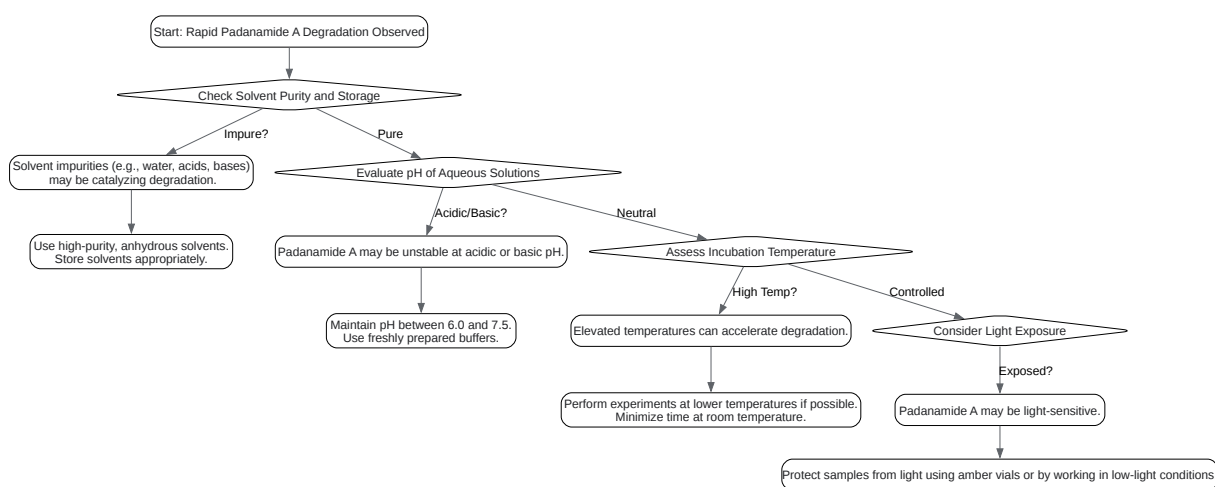 Start: Rapid Padanamide A Degradation Observed
Check Solvent Purity and Storage
Impure?
Pure
Solvent impurities (e.g., water, acids, bases)
may be catalyzing degradation.
Evaluate pH of Aqueous Solutions
Acidic/Basic?
Neutral
Use high-purity, anhydrous solvents.
Store solvents appropriately.
Padanamide A may be unstable at acidic or basic pH.
Assess Incubation Temperature
High Temp?
Controlled
Maintain pH between 6.0 and 7.5.
Use freshly prepared buffers.
Elevated temperatures can accelerate degradation.
Consider Light Exposure
Exposed?
Perform experiments at lower temperatures if possible.
Minimize time at room temperature.
Padanamide A may be light-sensitive.
Protect samples from light using amber vials or by working in low-light conditions